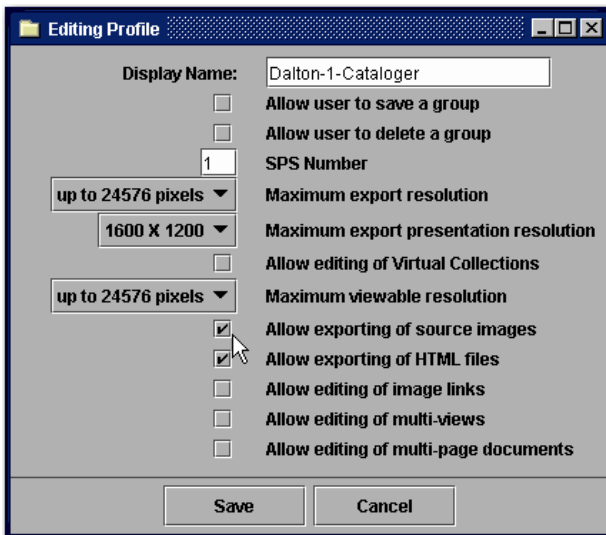 Editing Profile
Display Name: Dalton-1-Cataloger
Allow user to save a group
Allow user to delete a group
1 SPS Number
up to 24576 pixels Maximum export resolution
1600 X 1200 Maximum export presentation resolution
Allow editing of Virtual Collections
up to 24576 pixels Maximum viewable resolution
Allow exporting of source images
Allow exporting of HTML files
Allow editing of image links
Allow editing of multi-views
Allow editing of multi-page documents
Save Cancel